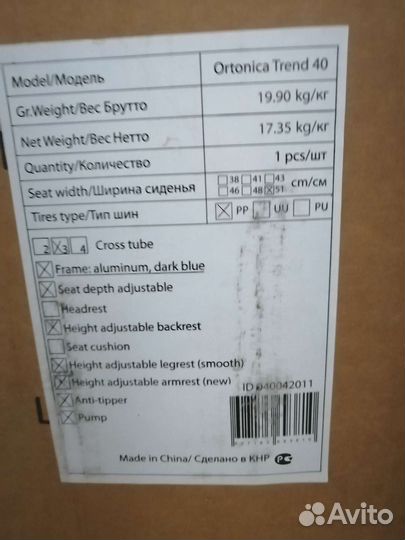 Model/Модель Ortonica Trend 40
Gr.Weight/Вес Брутто 19.90 kg/кг
Net Weight/Вес Нетто 17.35 kg/кг
Quantity/Количество 1 pcs/шт
Seat width/Ширина сиденья 38 41 43 cm/см
46 48 51
Tires type/Тип шин PP UU PU
2 3 4 Cross tube
Frame: aluminum, dark blue
Seat depth adjustable
Headrest
Height adjustable backrest
Seat cushion
Height adjustable legrest (smooth)
Height adjustable armrest (new)
ID 040042011
Anti-tipper
Pump
Made in China/ Сделано в КНР
Avito